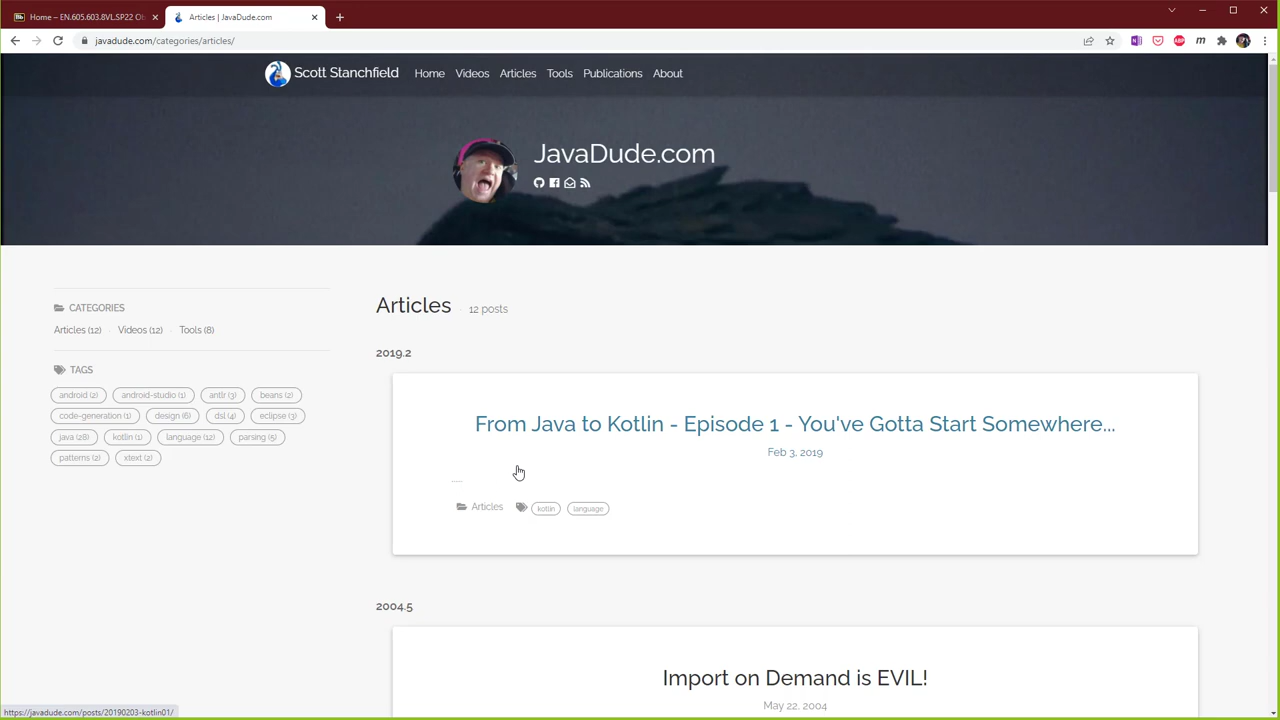 Home – EN.605.603.8VL.SP22 Ob
Articles | JavaDude.com
javadude.com/categories/articles/
Scott Stanchfield
Home
Videos
Articles
Tools
Publications
About
JavaDude.com
CATEGORIES
Articles (12) · Videos (12) · Tools (8)
TAGS
android (2)
android-studio (1)
antlr (3)
beans (2)
code-generation (1)
design (6)
dsl (4)
eclipse (3)
java (28)
kotlin (1)
language (12)
parsing (5)
patterns (2)
xtext (2)
Articles · 12 posts
2019.2
From Java to Kotlin - Episode 1 - You've Gotta Start Somewhere...
Feb 3, 2019
Articles
kotlin
language
2004.5
Import on Demand is EVIL!
May 22, 2004
https://javadude.com/posts/20190203-kotlin01/